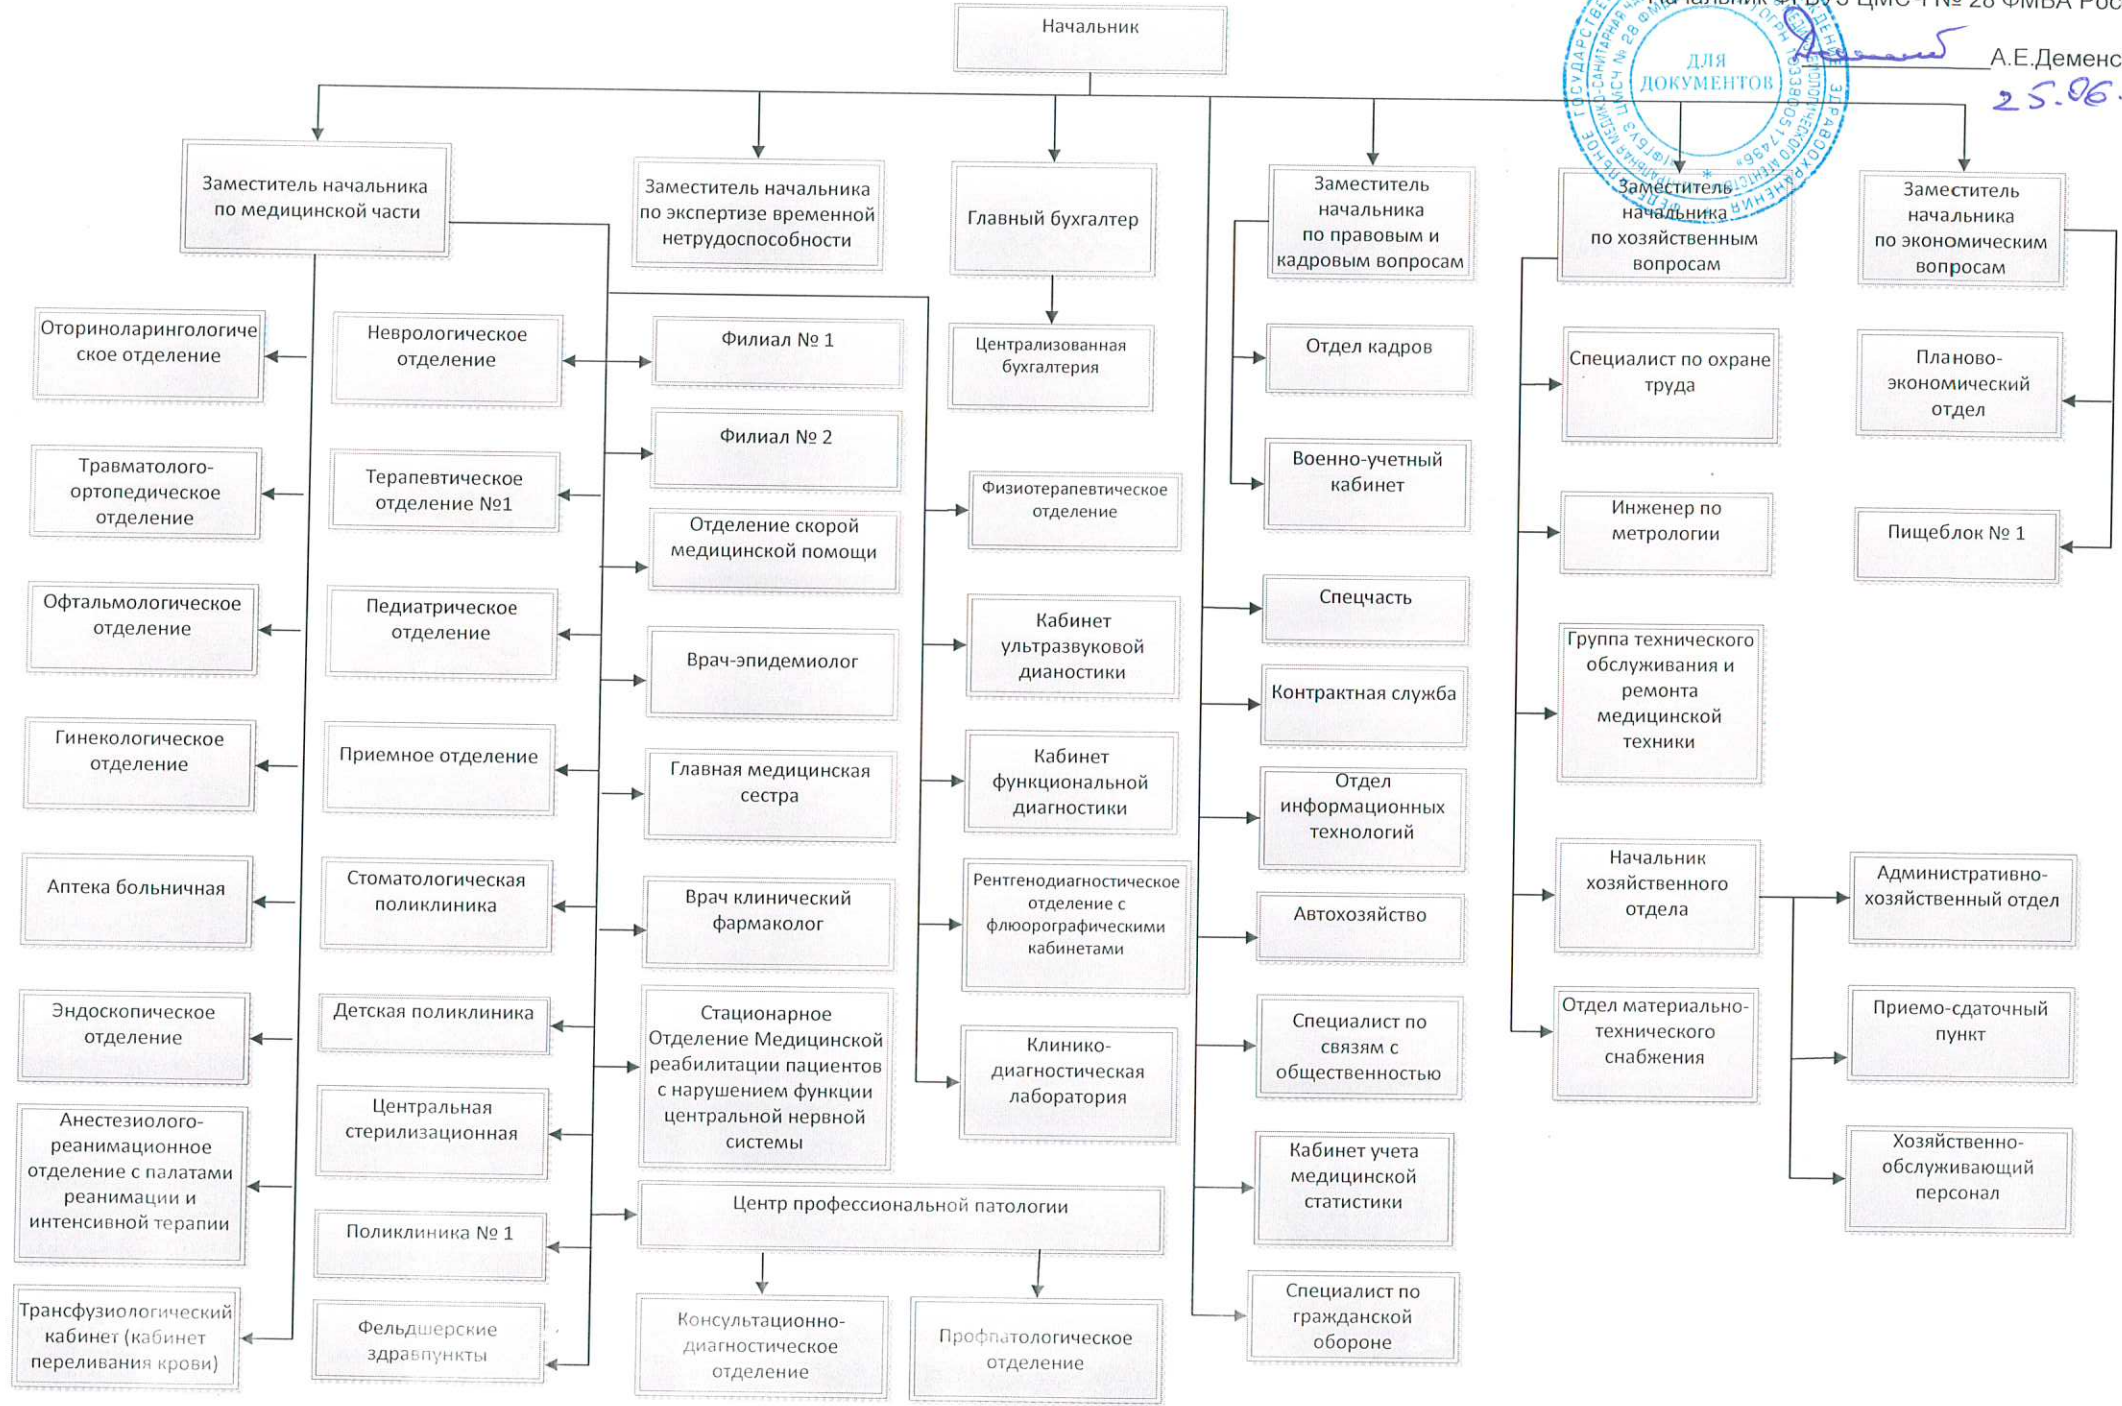 Начальник ФГБУЗ ЦМСЧ № 28 ФМБА Рос
А.Е.Деменс
25.06.
ДЛЯ
ДОКУМЕНТОВ
Начальник
Заместитель начальника
по медицинской части
Заместитель начальника
по экспертизе временной
нетрудоспособности
Главный бухгалтер
Заместитель
начальника
по правовым и
кадровым вопросам
Заместитель
начальника
по хозяйственным
вопросам
Заместитель
начальника
по экономическим
вопросам
Оториноларингологиче
ское отделение
Неврологическое
отделение
Филиал № 1
Централизованная
бухгалтерия
Отдел кадров
Специалист по охране
труда
Планово-
экономический
отдел
Филиал № 2
Травматолого-
ортопедическое
отделение
Терапевтическое
отделение №1
Физиотерапевтическое
отделение
Военно-учетный
кабинет
Инженер по
метрологии
Пищеблок № 1
Отделение скорой
медицинской помощи
Офтальмологическое
отделение
Педиатрическое
отделение
Врач-эпидемиолог
Кабинет
ультразвуковой
дианостики
Спецчасть
Группа технического
обслуживания и
ремонта
медицинской
техники
Контрактная служба
Гинекологическое
отделение
Приемное отделение
Главная медицинская
сестра
Кабинет
функциональной
диагностики
Отдел
информационных
технологий
Аптека больничная
Стоматологическая
поликлиника
Врач клинический
фармаколог
Рентгенодиагностическое
отделение с
флюорографическими
кабинетами
Автохозяйство
Начальник
хозяйственного
отдела
Административно-
хозяйственный отдел
Эндоскопическое
отделение
Детская поликлиника
Стационарное
Отделение Медицинской
реабилитации пациентов
с нарушением функции
центральной нервной
системы
Клинико-
диагностическая
лаборатория
Специалист по
связям с
общественностью
Отдел материально-
технического
снабжения
Приемо-сдаточный
пункт
Анестезиолого-
реанимационное
отделение с палатами
реанимации и
интенсивной терапии
Центральная
стерилизационная
Центр профессиональной патологии
Кабинет учета
медицинской
статистики
Хозяйственно-
обслуживающий
персонал
Поликлиника № 1
Трансфузиологический
кабинет (кабинет
переливания крови)
Фельдшерские
здравпункты
Консультационно-
диагностическое
отделение
Профпатологическое
отделение
Специалист по
гражданской
обороне